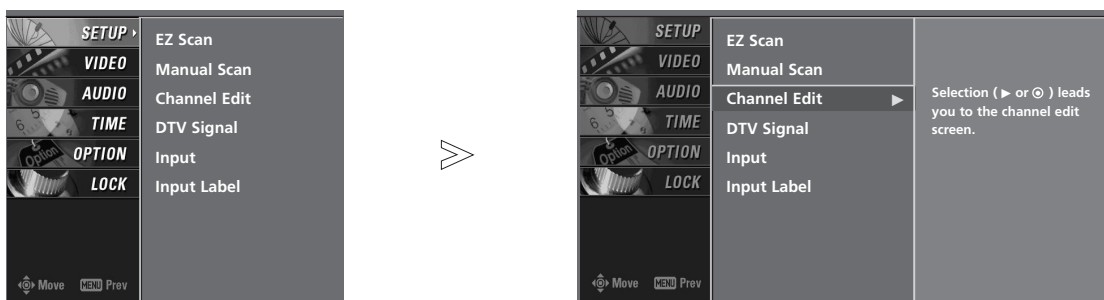 SETUP
VIDEO
AUDIO
TIME
OPTION
LOCK
EZ Scan
Manual Scan
Channel Edit
DTV Signal
Input
Input Label
Move MENU Prev
SETUP
VIDEO
AUDIO
TIME
OPTION
LOCK
EZ Scan
Manual Scan
Channel Edit ▶
DTV Signal
Input
Input Label
Move MENU Prev
Selection ( ▶ or ⊙ ) leads
you to the channel edit
screen.